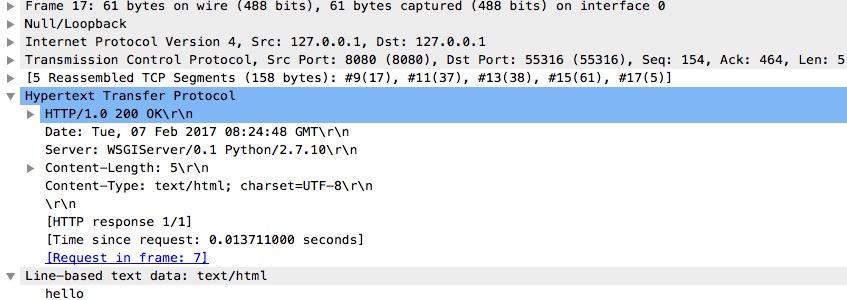 Frame 17: 61 bytes on wire (488 bits), 61 bytes captured (488 bits) on interface 0
Null/Loopback
Internet Protocol Version 4, Src: 127.0.0.1, Dst: 127.0.0.1
Transmission Control Protocol, Src Port: 8080 (8080), Dst Port: 55316 (55316), Seq: 154, Ack: 464, Len: 5
[5 Reassembled TCP Segments (158 bytes): #9(17), #11(37), #13(38), #15(61), #17(5)]
Hypertext Transfer Protocol
HTTP/1.0 200 OK\r\n
Date: Tue, 07 Feb 2017 08:24:48 GMT\r\n
Server: WSGIServer/0.1 Python/2.7.10\r\n
Content-Length: 5\r\n
Content-Type: text/html; charset=UTF-8\r\n
\r\n
[HTTP response 1/1]
[Time since request: 0.013711000 seconds]
[Request in frame: 7]
Line-based text data: text/html
hello